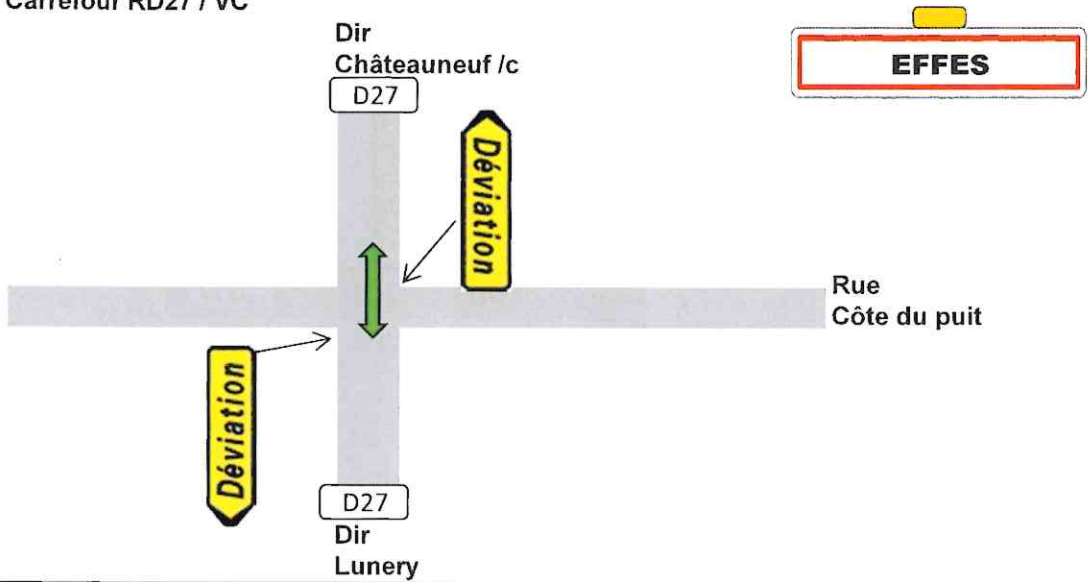 Carrefour RD27 / VC
Dir
Châteauneuf /c
D27
EFFES
Déviation
Rue
Côte du puit
Déviation
D27
Dir
Lunery